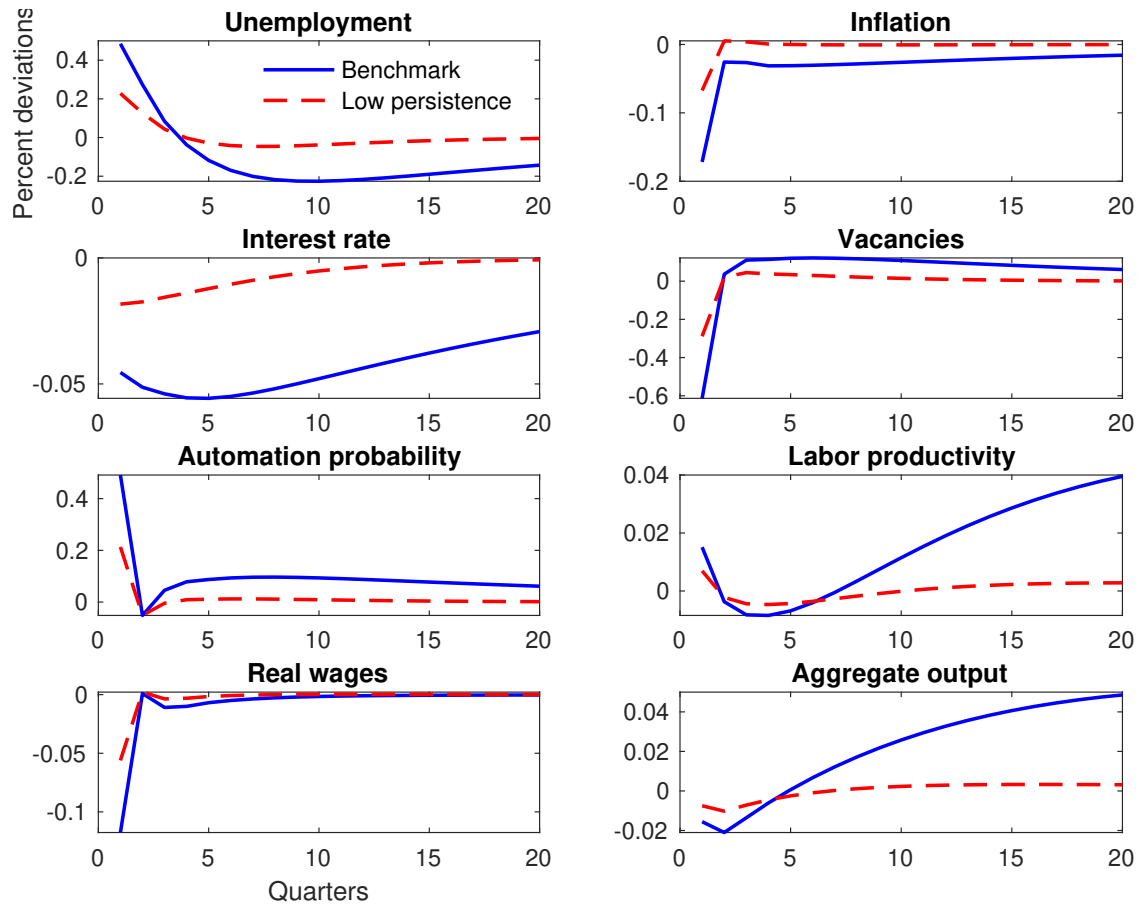 Unemployment
Percent deviations
0.4
0.2
0
-0.2
0 5 10 15 20
Benchmark
Low persistence
Inflation
0
-0.1
-0.2
0 5 10 15 20
Interest rate
0
-0.05
0 5 10 15 20
Vacancies
0
-0.2
-0.4
-0.6
0 5 10 15 20
Automation probability
0.4
0.2
0
0 5 10 15 20
Labor productivity
0.04
0.02
0
0 5 10 15 20
Real wages
0
-0.05
-0.1
0 5 10 15 20
Quarters
Aggregate output
0.04
0.02
0
-0.02
0 5 10 15 20